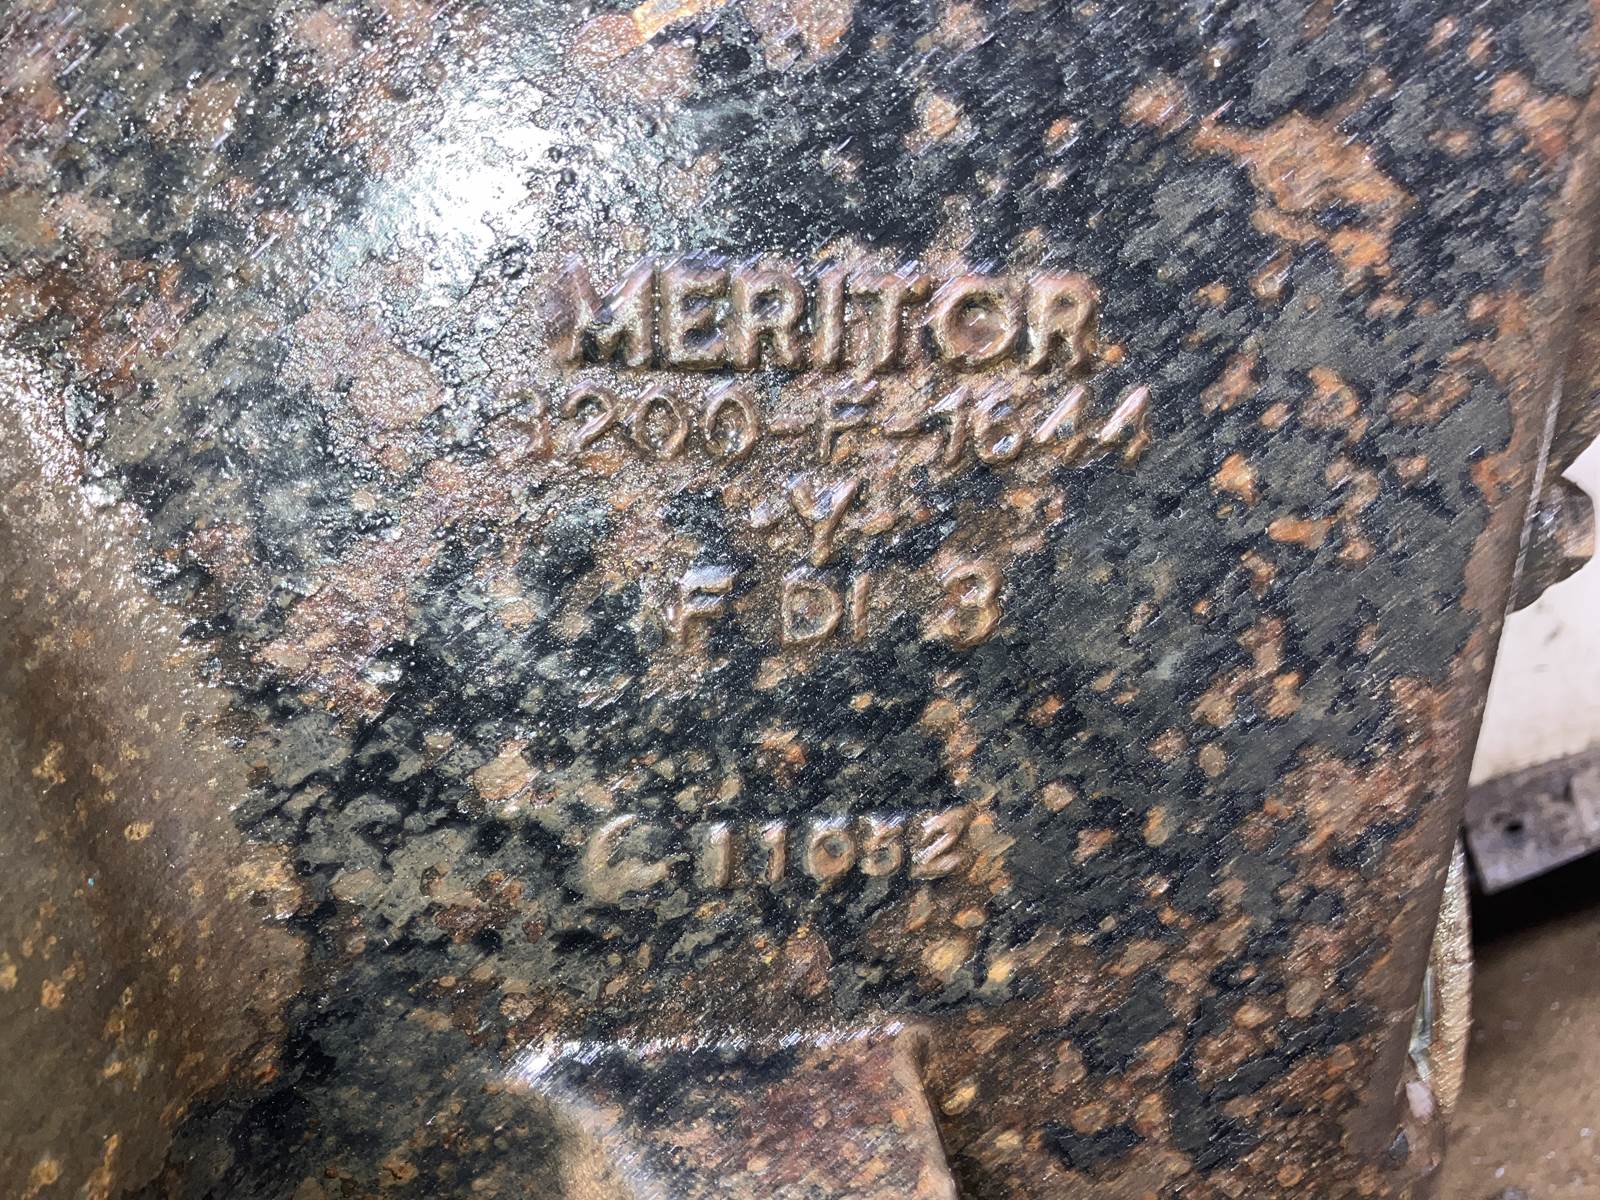 MERITOR
3200-F-1644
Y
F DI 3
C 11052